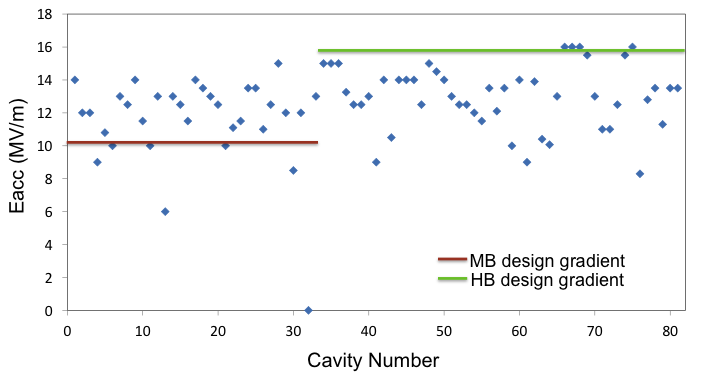 18
16
14
12
10
8
6
4
2
0
Eacc (MV/m)
MB design gradient
HB design gradient
0 10 20 30 40 50 60 70 80
Cavity Number